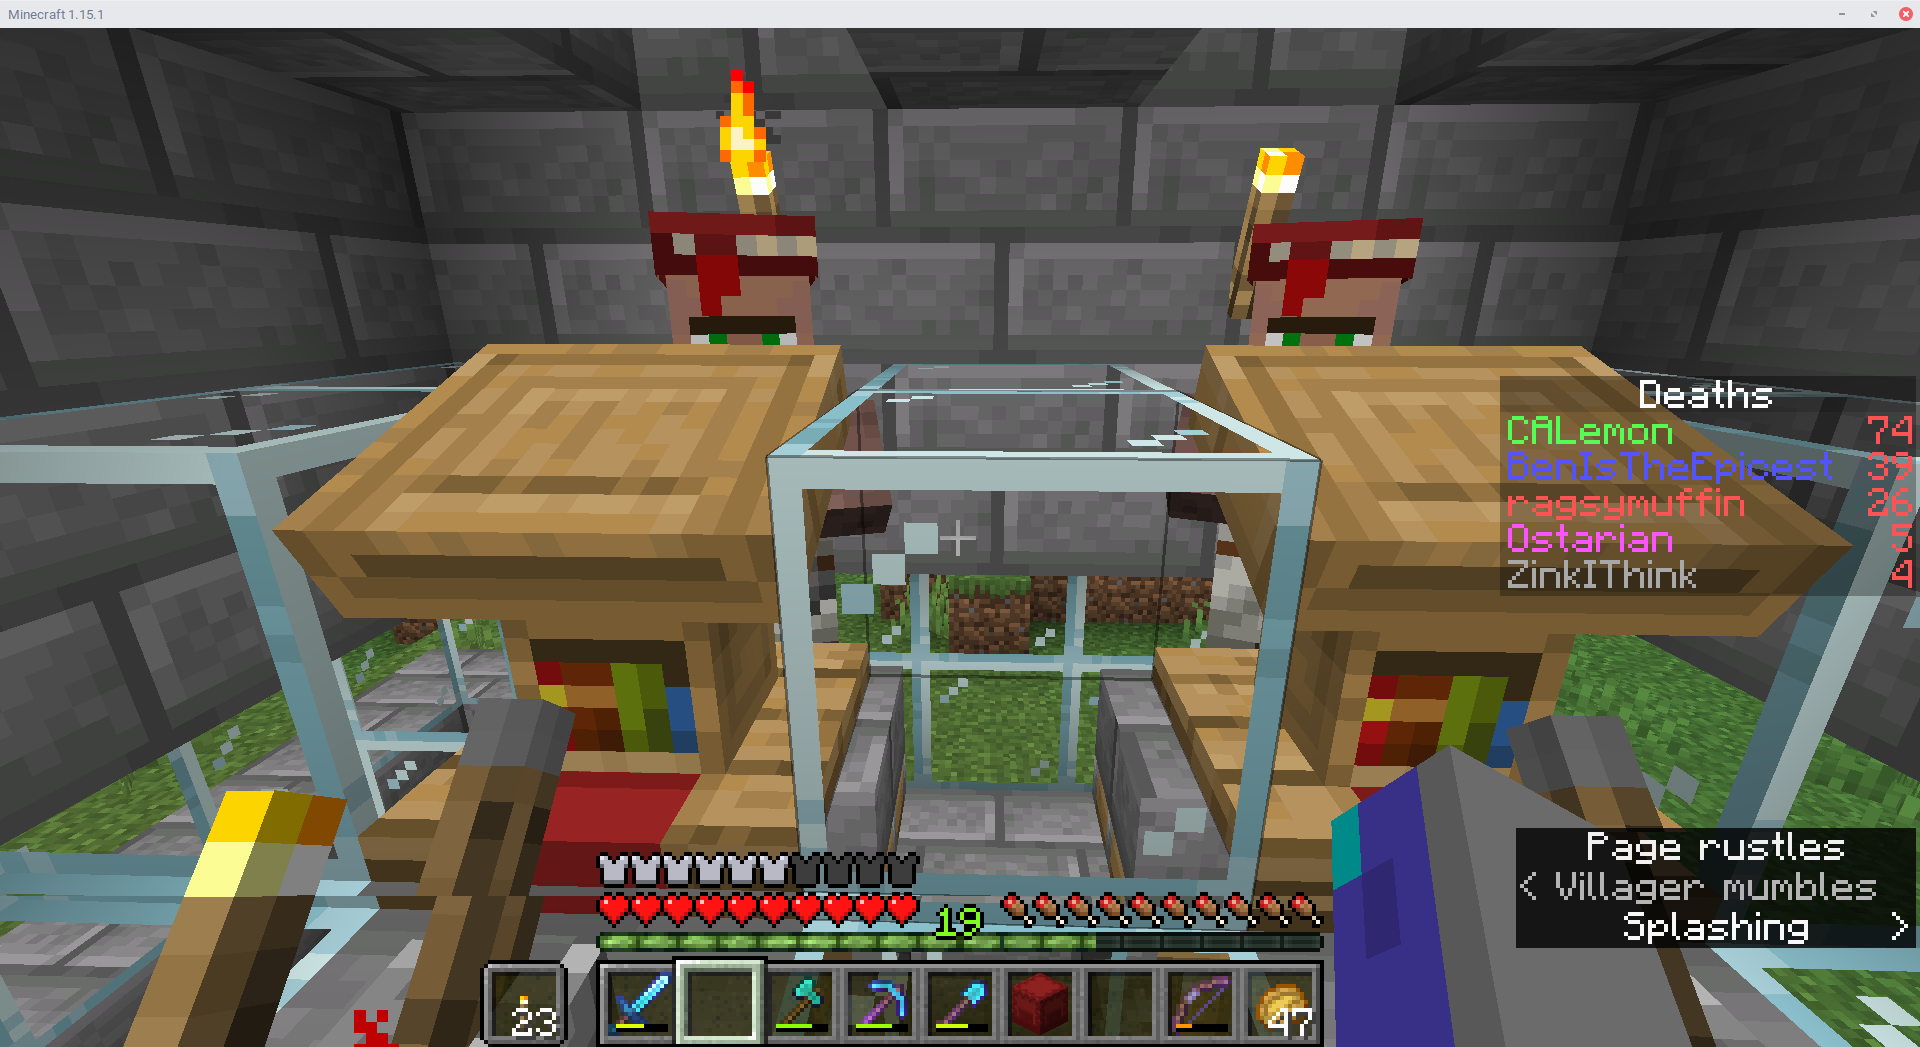 Minecraft 1.15.1
Deaths
CALemon 74
BenIsTheEpicest 39
ragsymuffin 26
Ostarian 5
ZinkIThink 4
Page rustles
< Villager mumbles
Splashing >
19
23
47